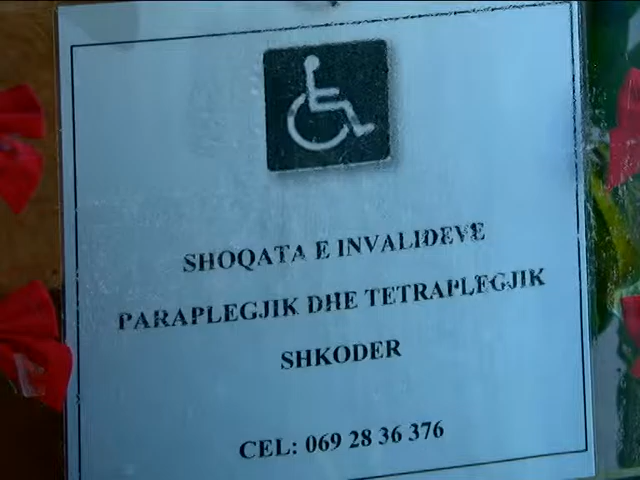 SHOQATA E INVALIDEVE
PARAPLEGJIK DHE TETRAPLEGJIK
SHKODER
CEL: 069 28 36 376